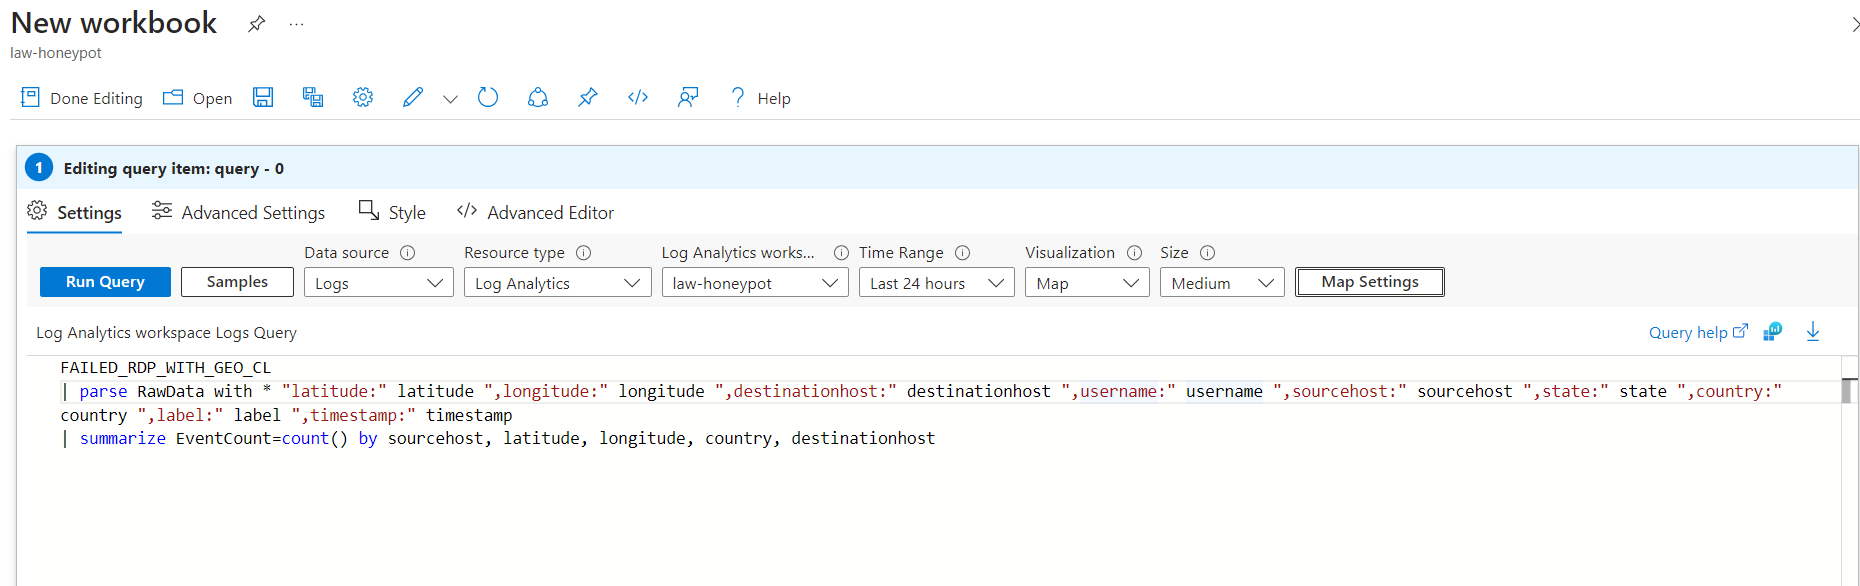 New workbook
law-honeypot
Done Editing Open Help
1 Editing query item: query - 0
Settings Advanced Settings Style Advanced Editor
Data source Resource type Log Analytics works... Time Range Visualization Size
Run Query Samples Logs Log Analytics law-honeypot Last 24 hours Map Medium Map Settings
Log Analytics workspace Logs Query Query help
FAILED_RDP_WITH_GEO_CL
| parse RawData with * "latitude:" latitude ",longitude:" longitude ",destinationhost:" destinationhost ",username:" username ",sourcehost:" sourcehost ",state:" state ",country:"
country ",label:" label ",timestamp:" timestamp
| summarize EventCount=count() by sourcehost, latitude, longitude, country, destinationhost